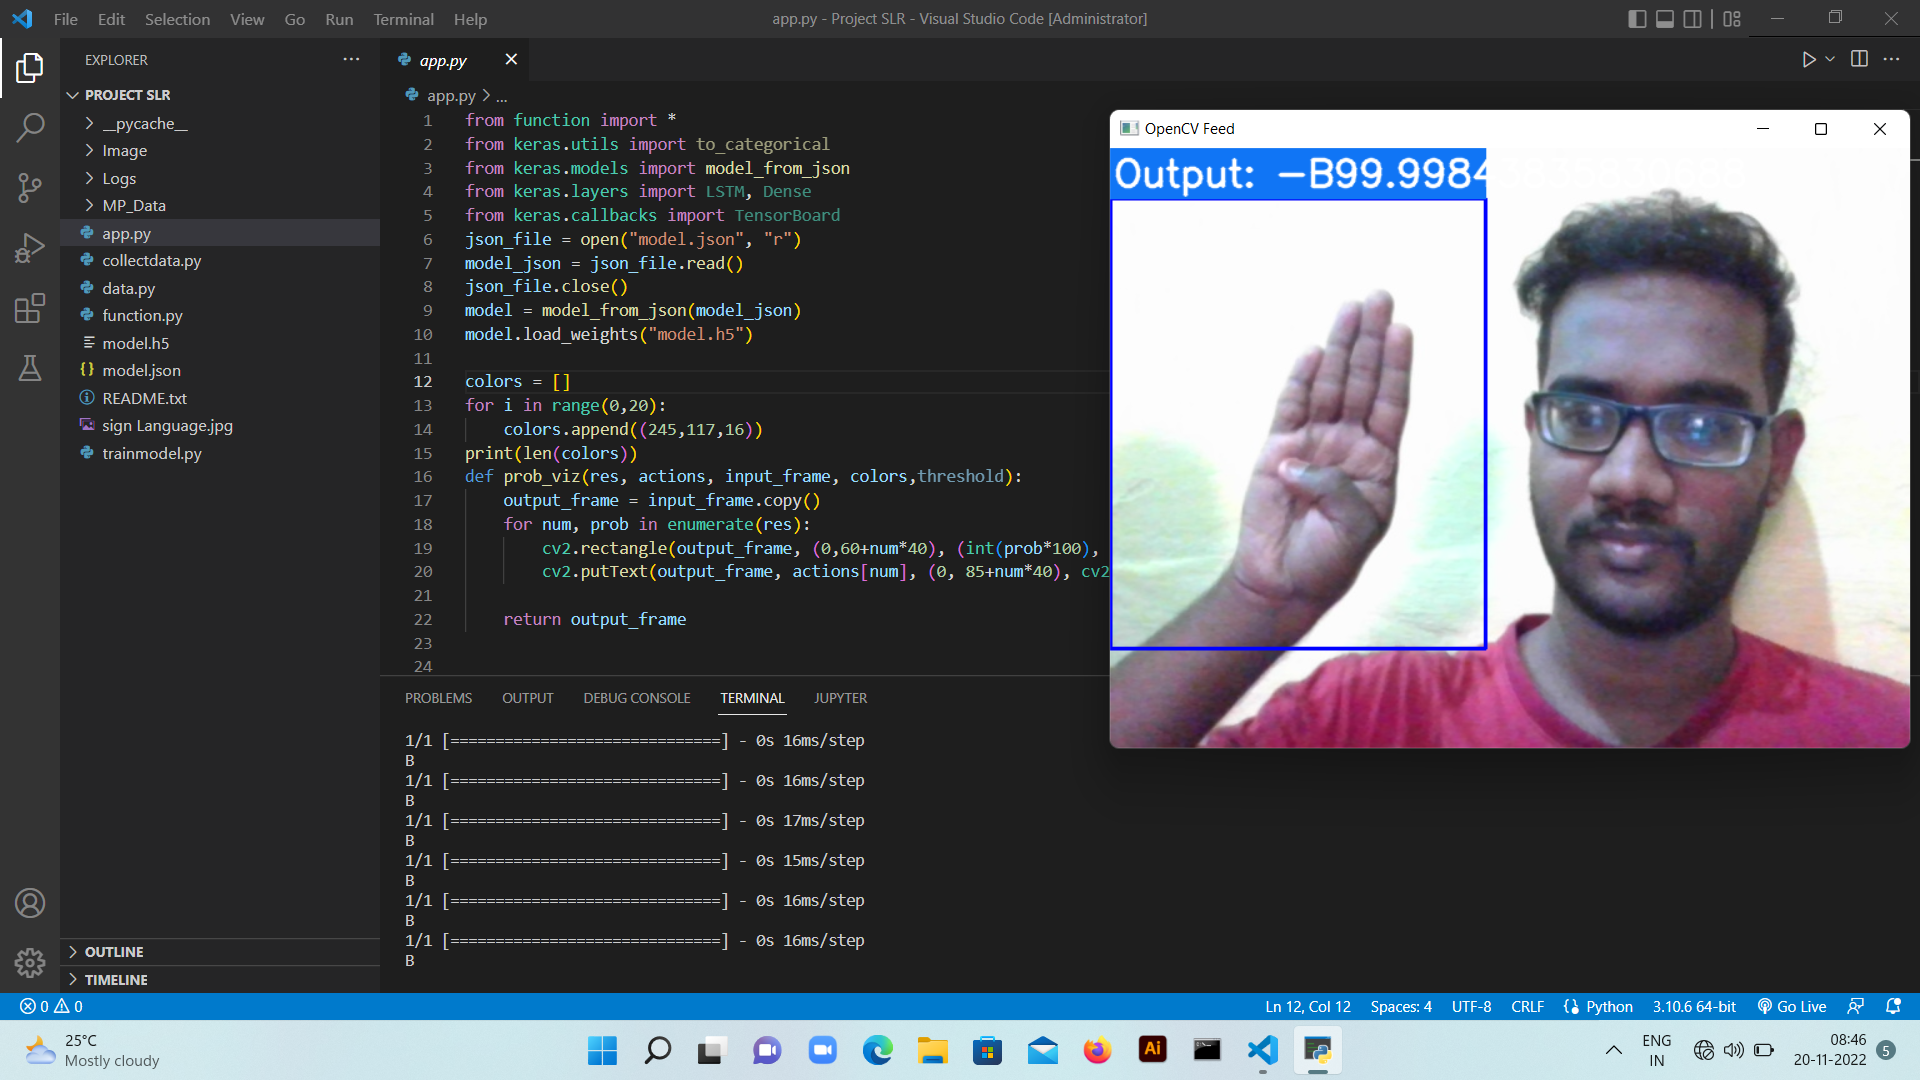 File Edit Selection View Go Run Terminal Help
app.py - Project SLR - Visual Studio Code [Administrator]
EXPLORER
PROJECT SLR
__pycache__
Image
Logs
MP_Data
app.py
collectdata.py
data.py
function.py
model.h5
model.json
README.txt
sign Language.jpg
trainmodel.py
OUTLINE
TIMELINE
app.py
app.py > ...
1 from function import *
2 from keras.utils import to_categorical
3 from keras.models import model_from_json
4 from keras.layers import LSTM, Dense
5 from keras.callbacks import TensorBoard
6 json_file = open("model.json", "r")
7 model_json = json_file.read()
8 json_file.close()
9 model = model_from_json(model_json)
10 model.load_weights("model.h5")
11
12 colors = []
13 for i in range(0,20):
14 colors.append((245,117,16))
15 print(len(colors))
16 def prob_viz(res, actions, input_frame, colors,threshold):
17 output_frame = input_frame.copy()
18 for num, prob in enumerate(res):
19 cv2.rectangle(output_frame, (0,60+num*40), (int(prob*100),
20 cv2.putText(output_frame, actions[num], (0, 85+num*40), cv2
21
22 return output_frame
23
24
OpenCV Feed
Output: -B99.9984
PROBLEMS OUTPUT DEBUG CONSOLE TERMINAL JUPYTER
1/1 [==============================] - 0s 16ms/step
B
1/1 [==============================] - 0s 16ms/step
B
1/1 [==============================] - 0s 17ms/step
B
1/1 [==============================] - 0s 15ms/step
B
1/1 [==============================] - 0s 16ms/step
B
1/1 [==============================] - 0s 16ms/step
B
0 0 Ln 12, Col 12 Spaces: 4 UTF-8 CRLF Python 3.10.6 64-bit Go Live
25°C
Mostly cloudy
Ai
ENG
IN
08:46
20-11-2022
5